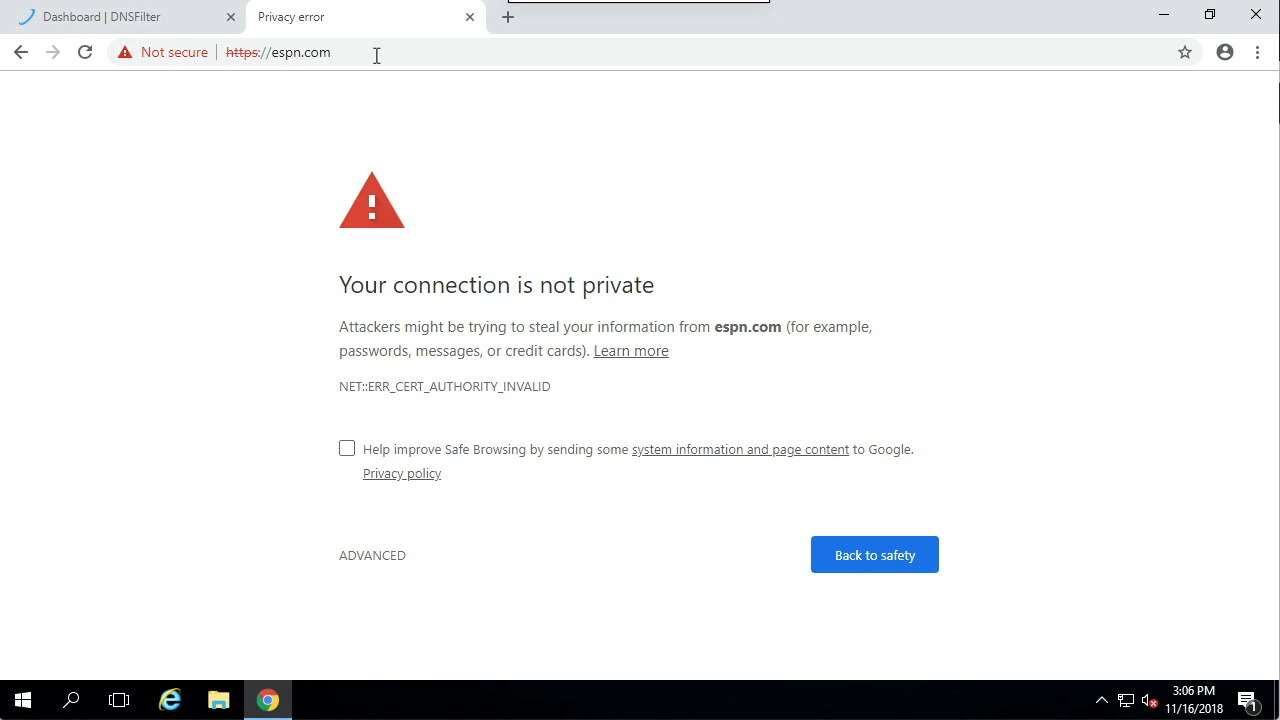 Dashboard | DNSFilter
Privacy error
Not secure | https://espn.com
Your connection is not private
Attackers might be trying to steal your information from espn.com (for example,
passwords, messages, or credit cards). Learn more
NET::ERR_CERT_AUTHORITY_INVALID
Help improve Safe Browsing by sending some system information and page content to Google.
Privacy policy
ADVANCED
Back to safety
3:06 PM
11/16/2018
1